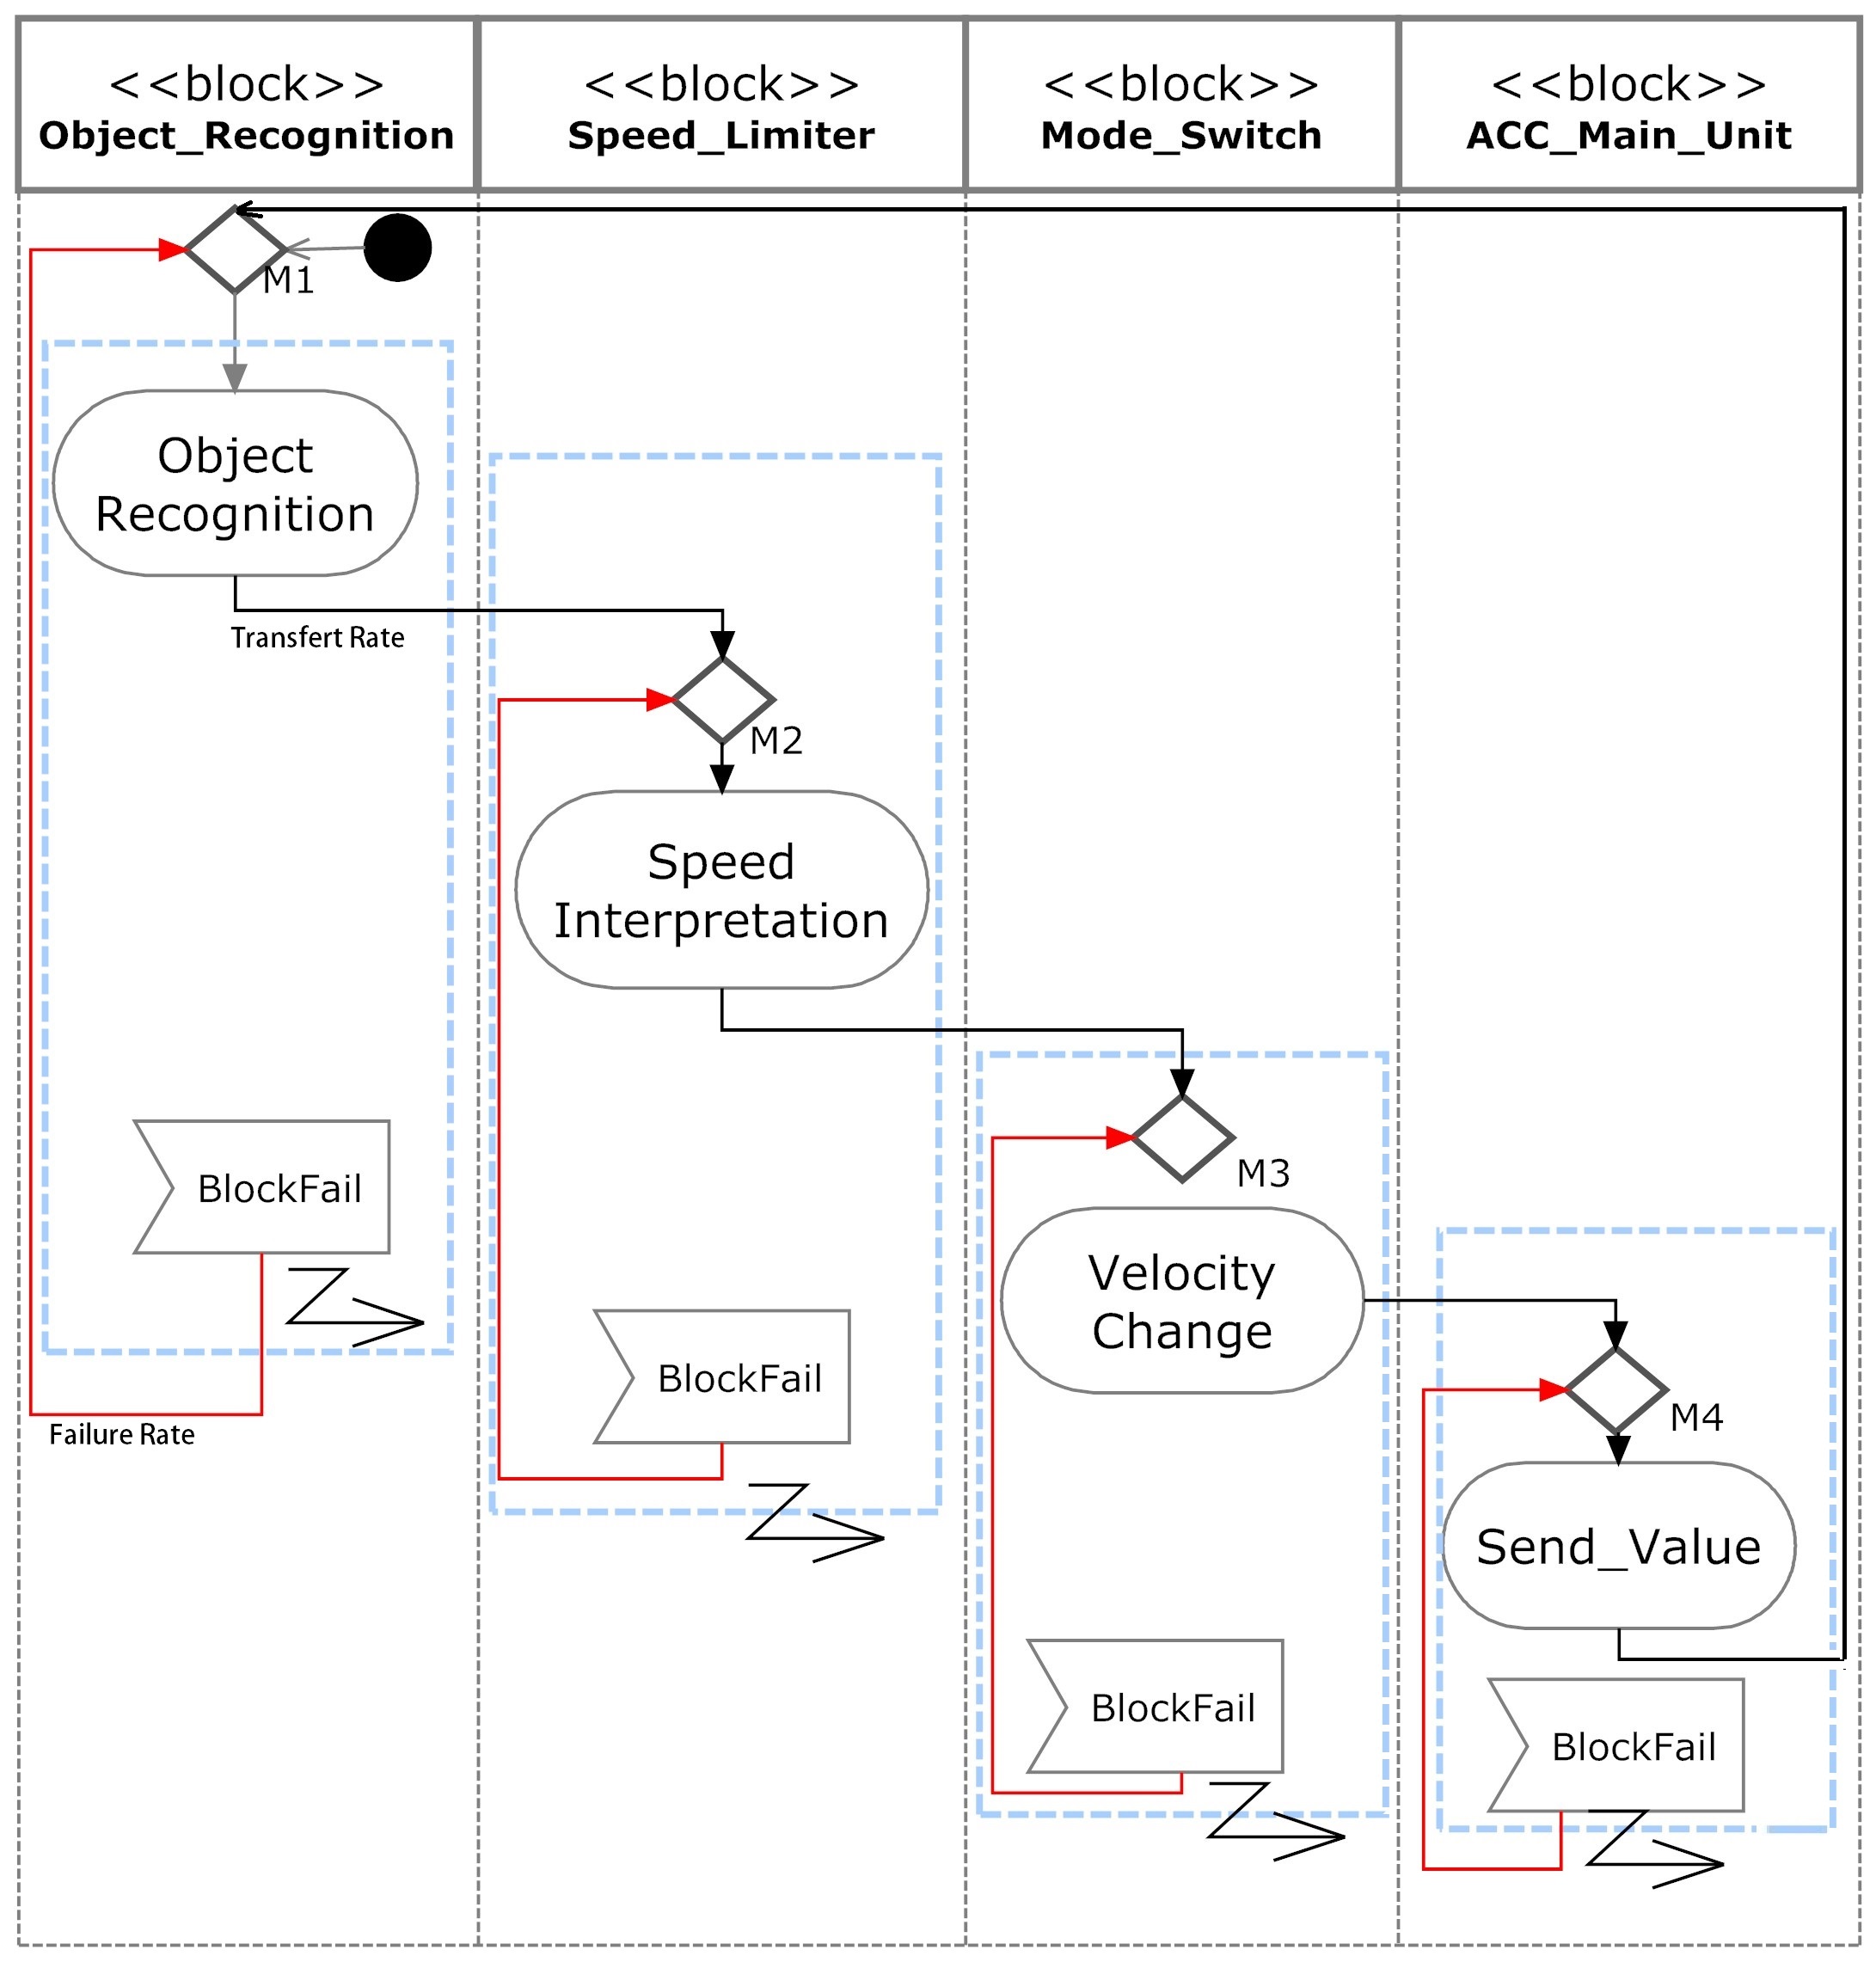 <<block>>
Object_Recognition
<<block>>
Speed_Limiter
<<block>>
Mode_Switch
<<block>>
ACC_Main_Unit
M1
Object
Recognition
Transfert Rate
M2
Speed
Interpretation
BlockFail
M3
Velocity
Change
BlockFail
M4
Failure Rate
Send_Value
BlockFail
BlockFail